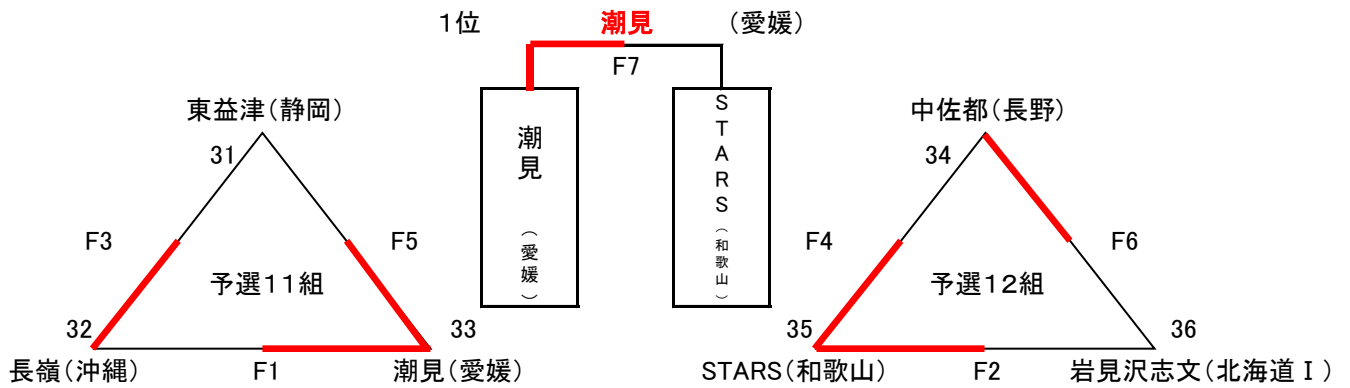 1位 潮見 (愛媛)
F7
東益津(静岡)
31
F3
F5
予選11組
32
33
長嶺(沖縄)
F1
潮見(愛媛)
潮見 (愛媛)
STARS (和歌山)
中佐都(長野)
34
F4
F6
予選12組
35
36
STARS(和歌山)
F2
岩見沢志文(北海道Ⅰ)